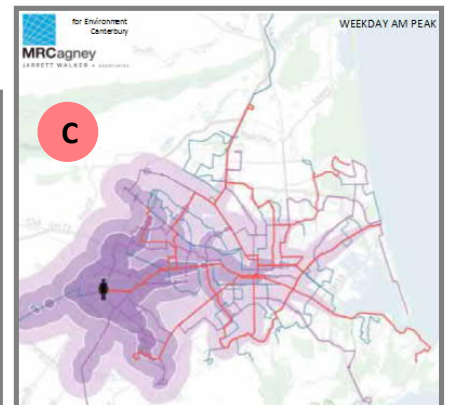 for Environment
Canterbury
WEEKDAY AM PEAK
MRCagney
JARRETT WALKER + ASSOCIATES
C